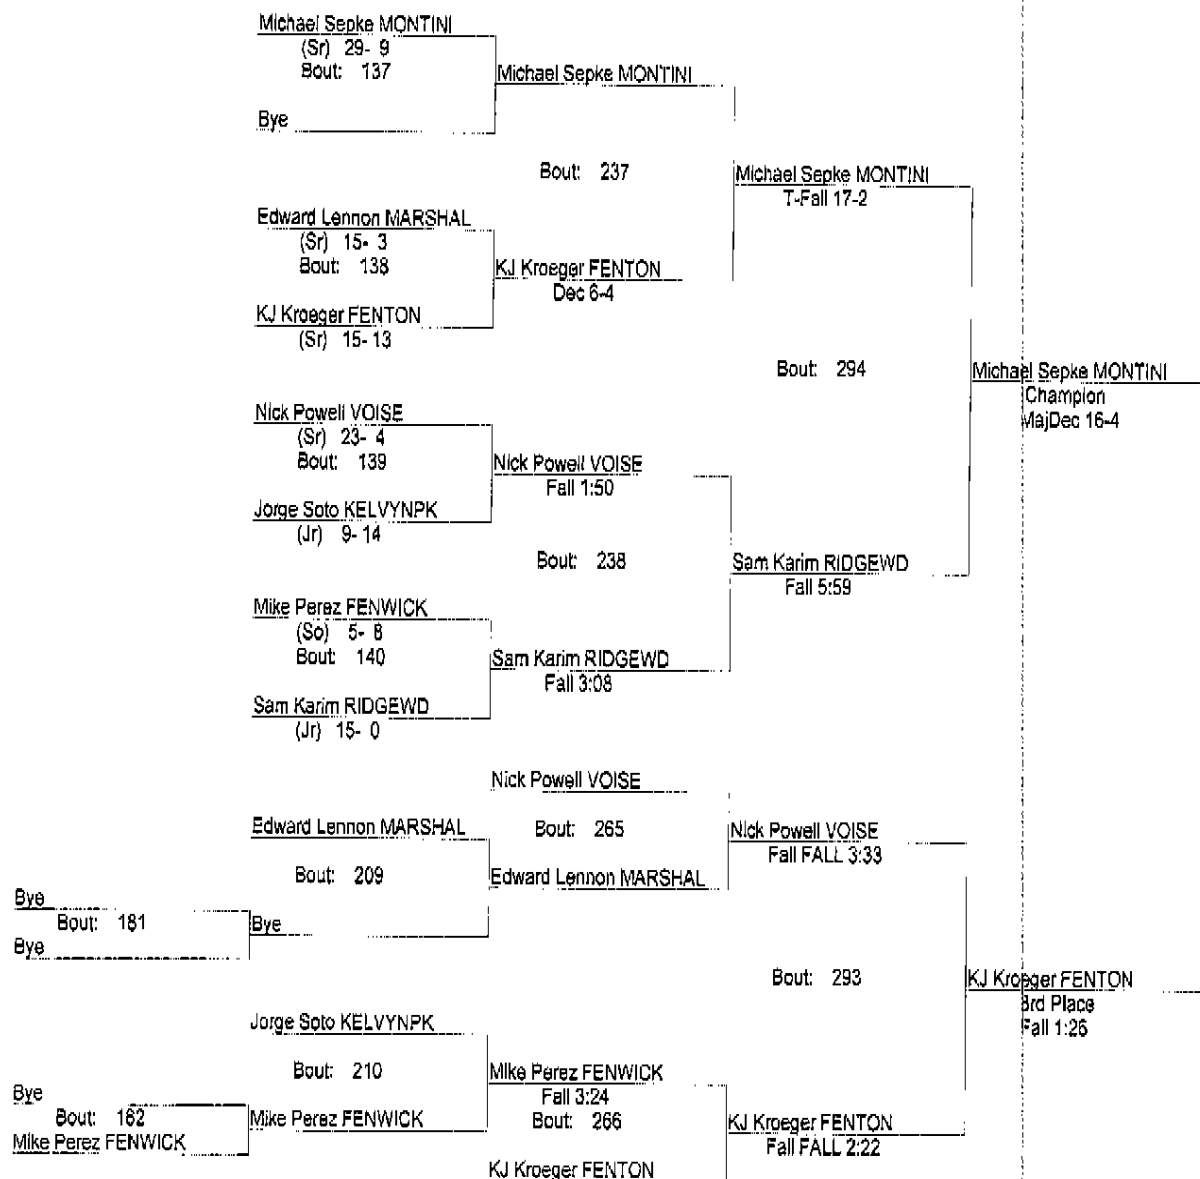 Michael Sepke MONTINI
(Sr) 29- 9
Bout: 137
Michael Sepke MONTINI
Bye
Bout: 237
Michael Sepke MONTINI
T-Fall 17-2
Edward Lennon MARSHAL
(Sr) 15- 3
Bout: 138
KJ Kroeger FENTON
Dec 6-4
KJ Kroeger FENTON
(Sr) 15-13
Bout: 294
Michael Sepke MONTINI
Champion
MajDec 16-4
Nick Powell VOISE
(Sr) 23- 4
Bout: 139
Nick Powell VOISE
Fall 1:50
Jorge Soto KELVYNPK
(Jr) 9-14
Bout: 238
Sam Karim RIDGEWD
Fall 5:59
Mike Perez FENWICK
(So) 5- 8
Bout: 140
Sam Karim RIDGEWD
Fall 3:08
Sam Karim RIDGEWD
(Jr) 15- 0
Nick Powell VOISE
Edward Lennon MARSHAL
Bout: 265
Nick Powell VOISE
Fall FALL 3:33
Bout: 209
Edward Lennon MARSHAL
Bye
Bout: 181
Bye
Bye
Bout: 293
KJ Kroeger FENTON
3rd Place
Fall 1:26
Jorge Soto KELVYNPK
Bout: 210
Mike Perez FENWICK
Fall 3:24
Bye
Bout: 182
Mike Perez FENWICK
Bout: 266
KJ Kroeger FENTON
Fall FALL 2:22
Mike Perez FENWICK
KJ Kroeger FENTON